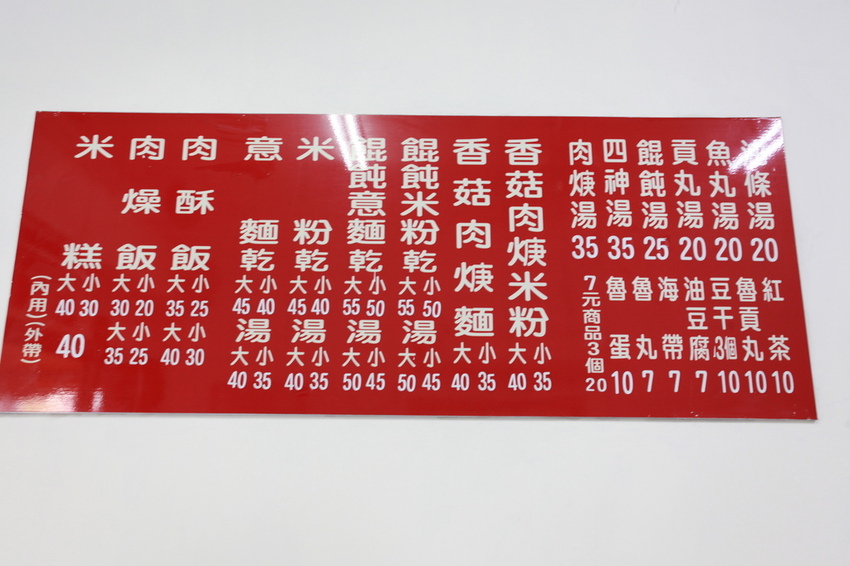 (內用)(外帶)
米糕 大40 小30 40
肉燥飯 大30 小20 大35 小25
肉酥飯 大35 小25 大40 小30
意麵乾 大45 小40 湯 大40 小35
米粉乾 大45 小40 湯 大40 小35
餛飩意麵乾 大55 小50 湯 大50 小45
餛飩米粉乾 大55 小50 湯 大50 小45
香菇肉焿麵 大40 小35
香菇肉焿米粉 大40 小35
肉焿湯35
四神湯35
餛飩湯25
貢丸湯20
魚丸湯20
條湯20
7元商品3個20
魯蛋10
魯丸7
海帶7
油豆腐7
豆干/3個10
魯貢丸10
紅茶10